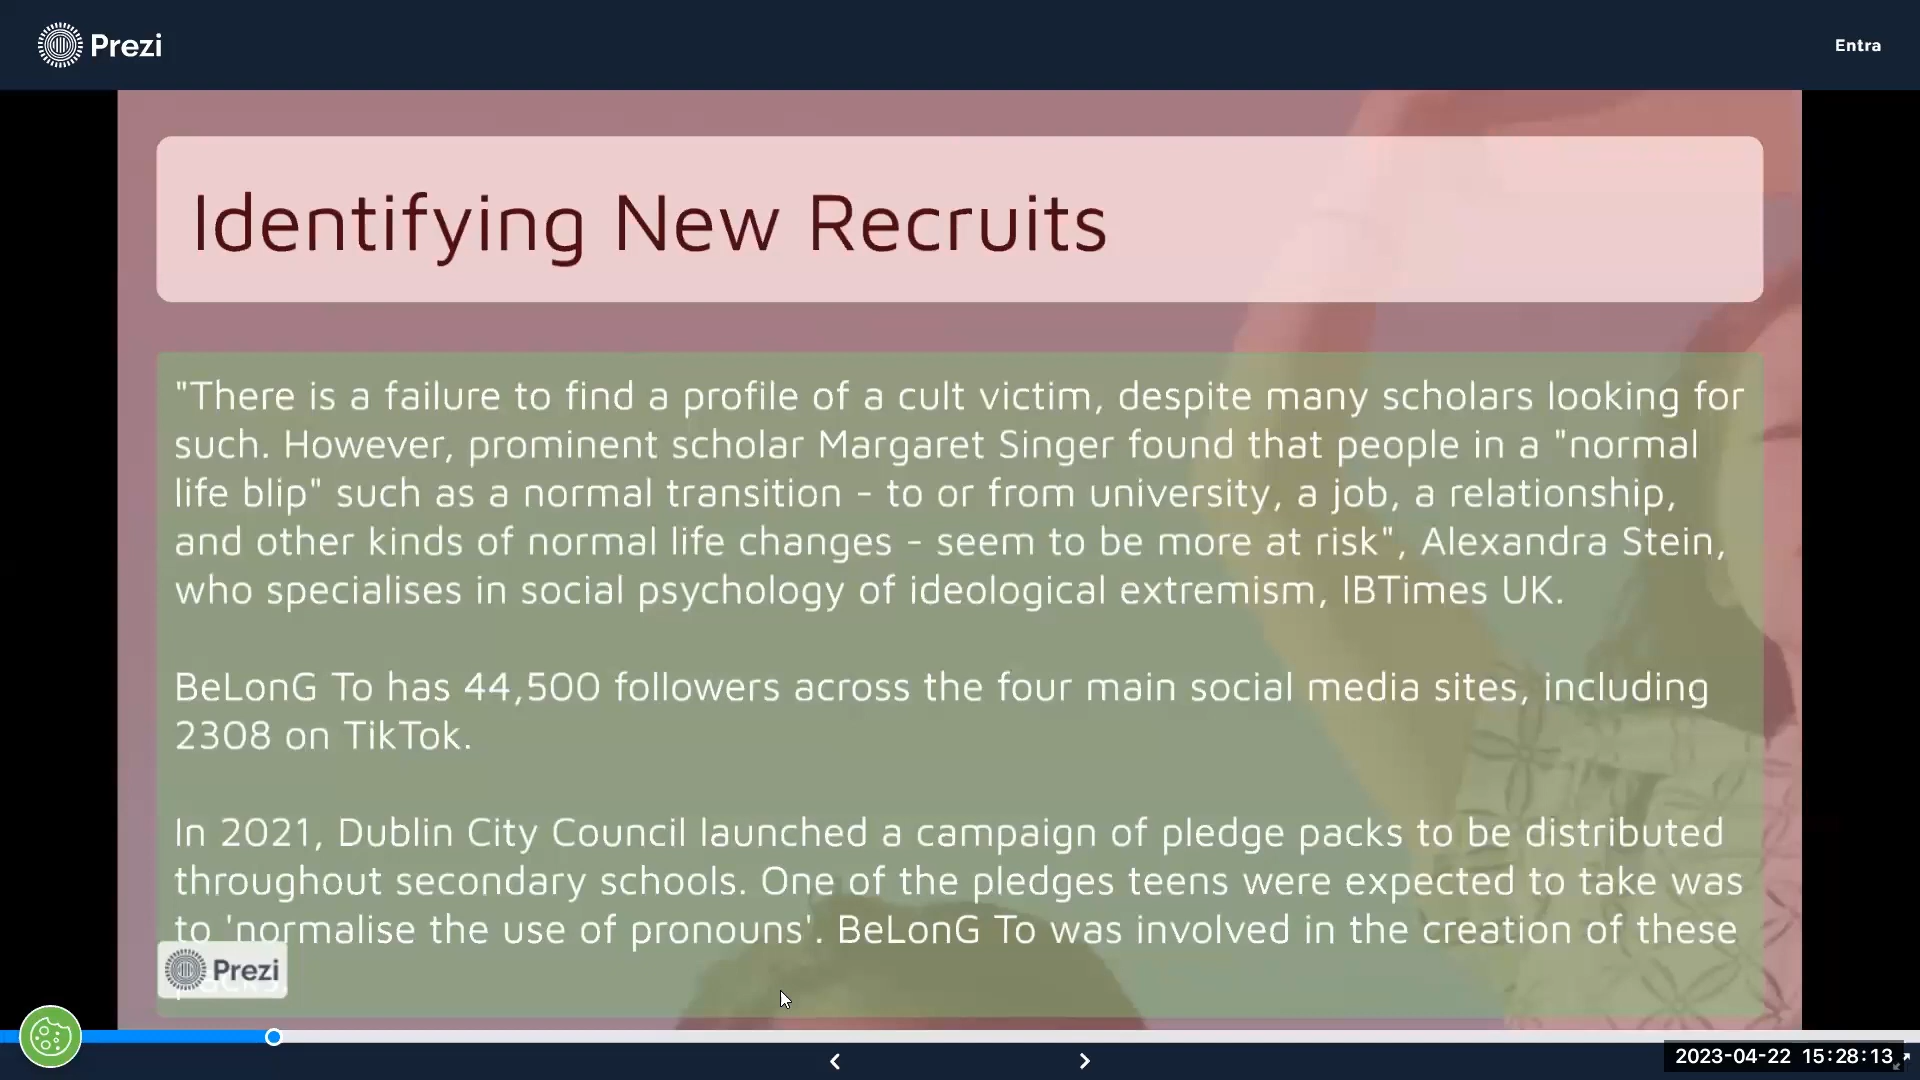 Prezi
Entra
Identifying New Recruits
"There is a failure to find a profile of a cult victim, despite many scholars looking for
such. However, prominent scholar Margaret Singer found that people in a "normal
life blip" such as a normal transition - to or from university, a job, a relationship,
and other kinds of normal life changes - seem to be more at risk", Alexandra Stein,
who specialises in social psychology of ideological extremism, IBTimes UK.
BeLonG To has 44,500 followers across the four main social media sites, including
2308 on TikTok.
In 2021, Dublin City Council launched a campaign of pledge packs to be distributed
throughout secondary schools. One of the pledges teens were expected to take was
to 'normalise the use of pronouns'. BeLonG To was involved in the creation of these
Prezi
2023-04-22 15:28:13